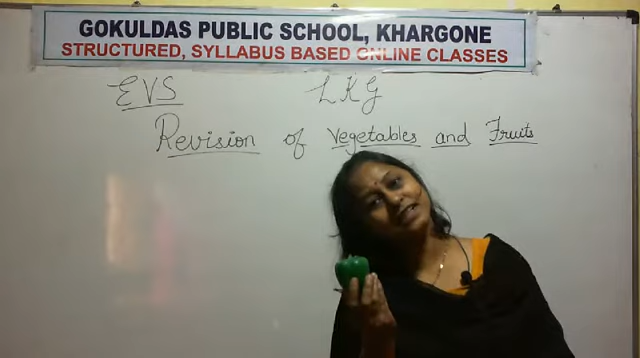 GOKULDAS PUBLIC SCHOOL, KHARGONE
STRUCTURED, SYLLABUS BASED ONLINE CLASSES
EVS LKG
Revision of Vegetables and Fruits